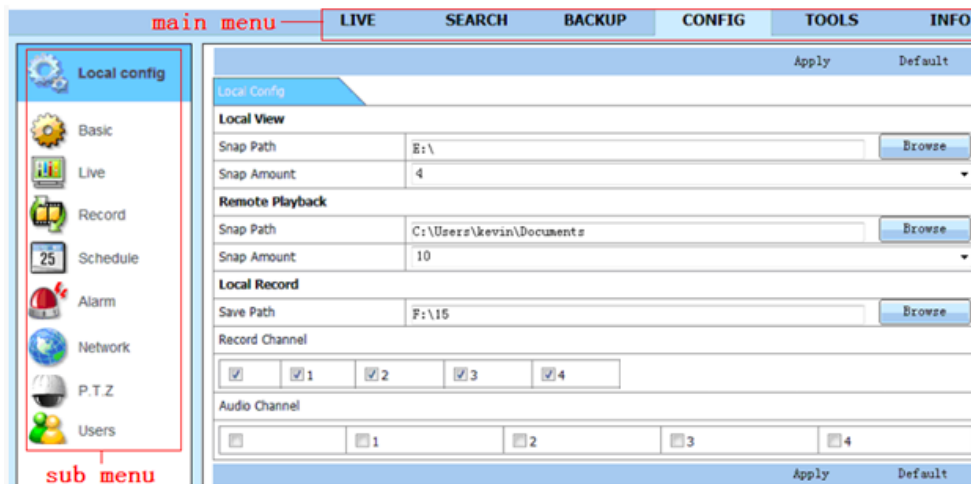 main menu LIVE SEARCH BACKUP CONFIG TOOLS INFO
Local config
Basic
Live
Record
25 Schedule
Alarm
Network
P.T.Z
Users
sub menu
Apply Default
Local Config
Local View
Snap Path E:\ Browse
Snap Amount 4
Remote Playback
Snap Path C:\Users\kevin\Documents Browse
Snap Amount 10
Local Record
Save Path F:\15 Browse
Record Channel
1 2 3 4
Audio Channel
1 2 3 4
Apply Default